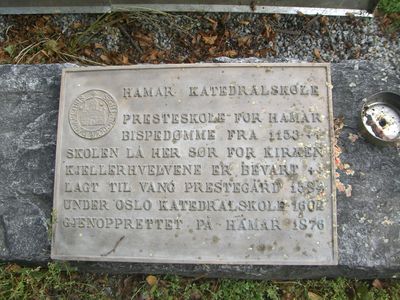 HAMAR KATEDRALSKOLE
PRESTESKOLE FOR HAMAR
BISPEDØMME FRA 1153
SKOLEN LÅ HER SØR FOR KIRKEN
KJELLERHVELVENE ER BEVART
LAGT TIL VANG PRESTEGÅRD
UNDER OSLO KATEDRALSKOLE 1602
GJENOPPRETTET PÅ HAMAR 1876